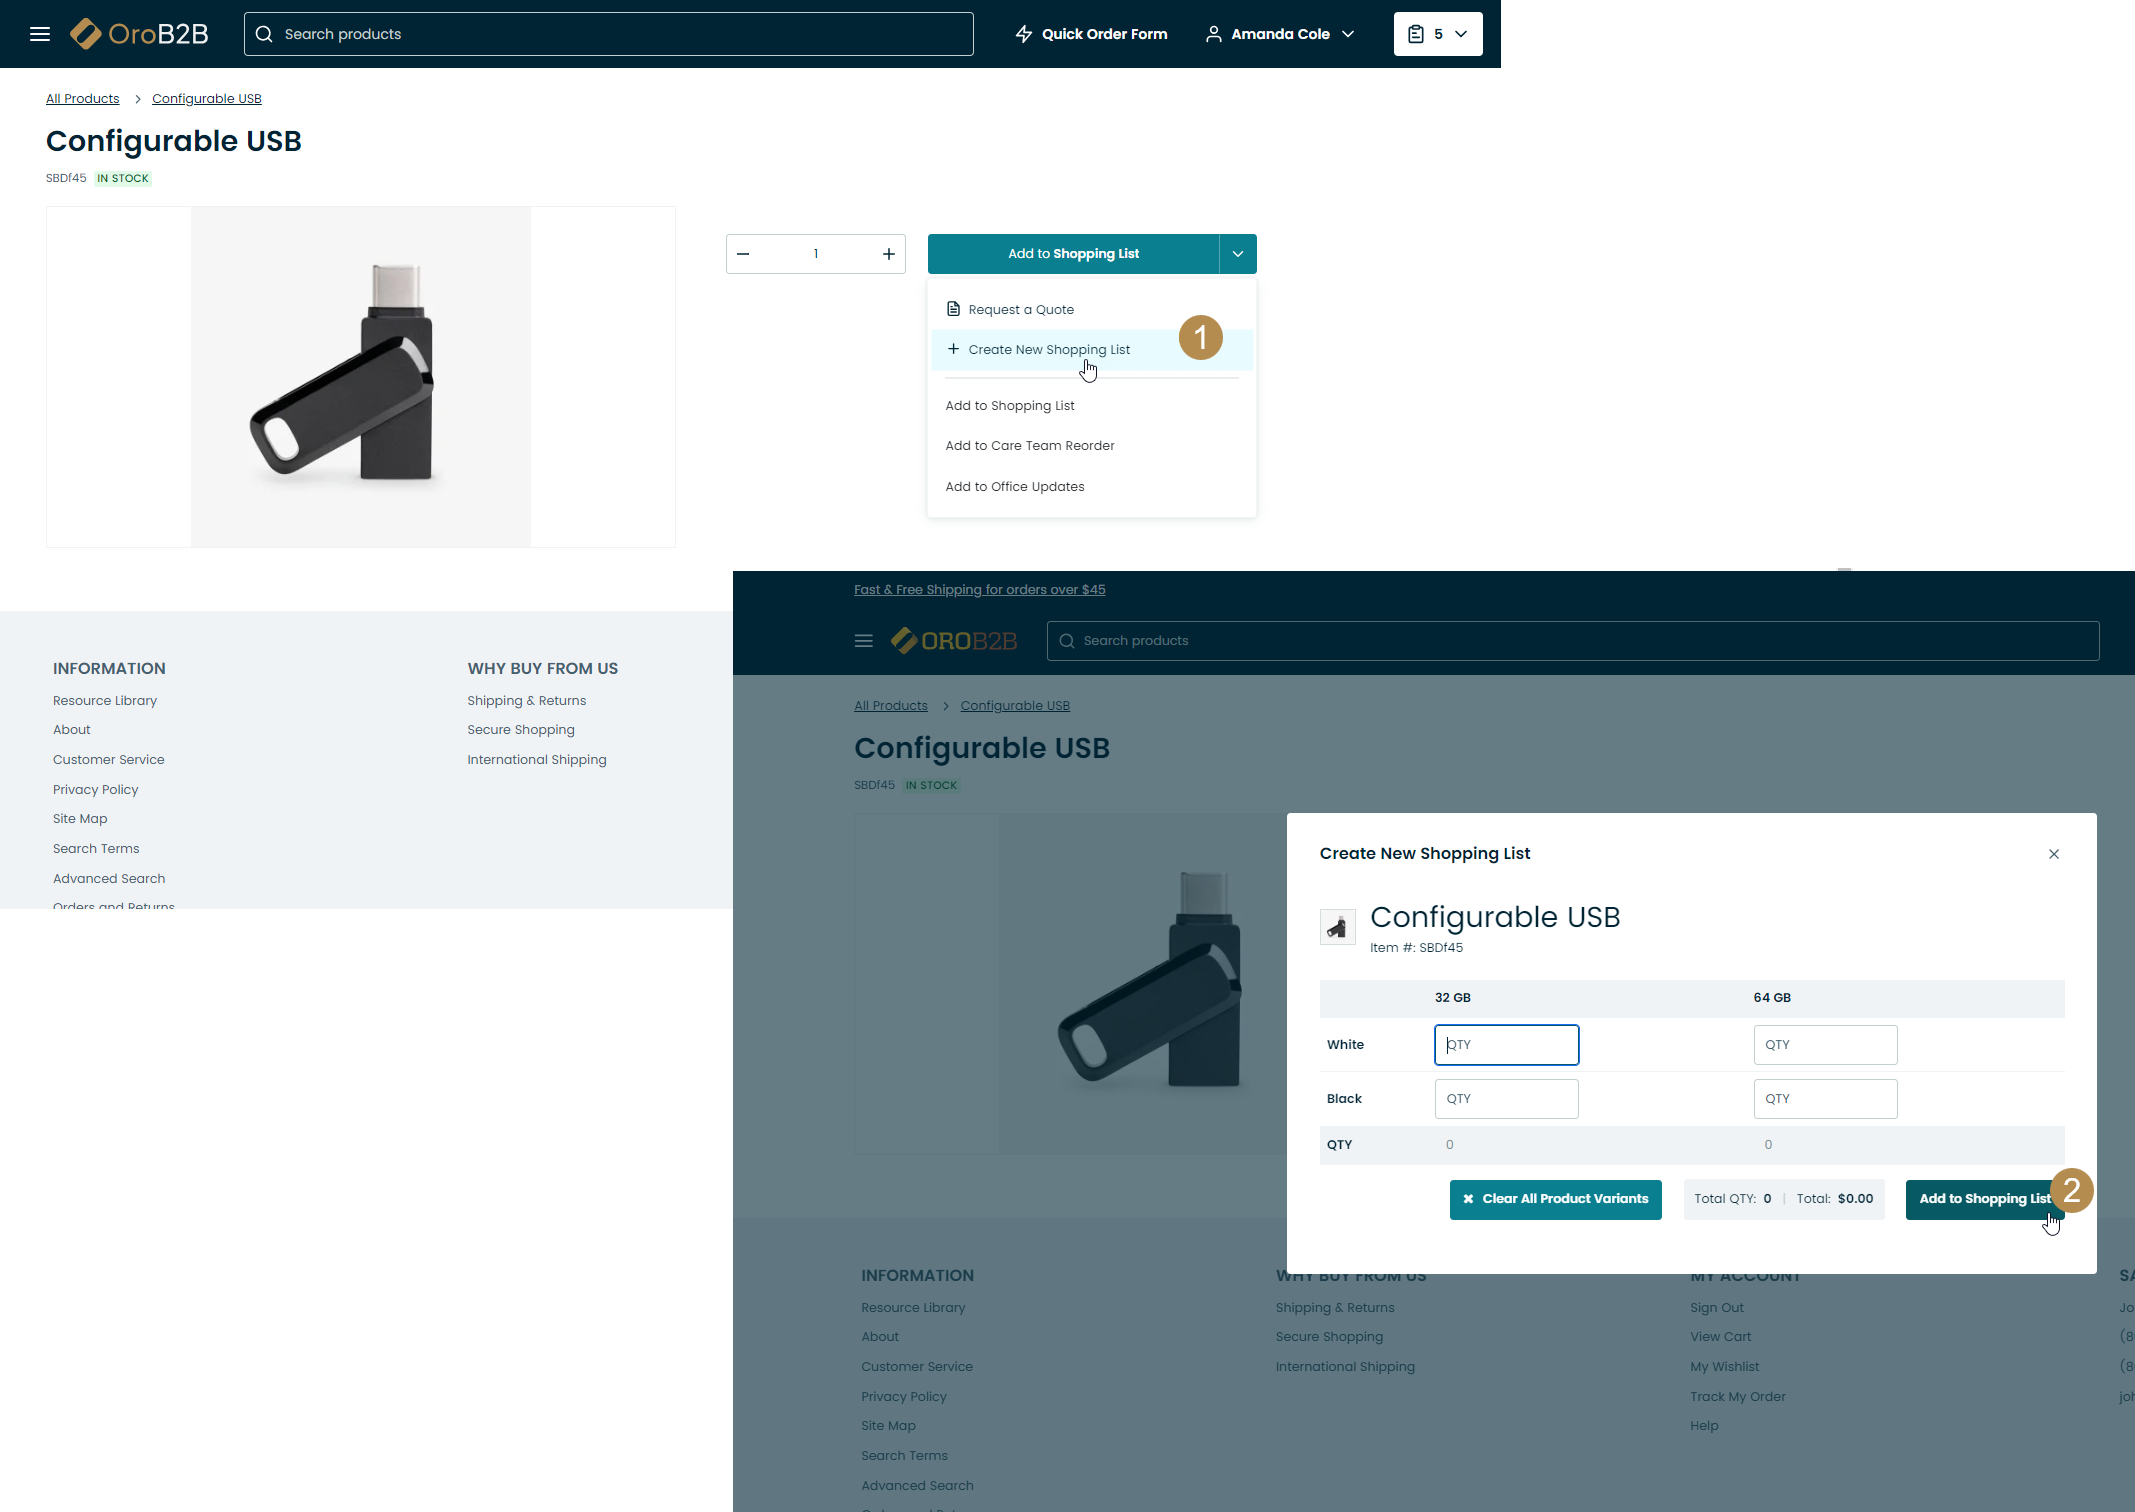 OroB2B
Search products
Quick Order Form
Amanda Cole
5
All Products > Configurable USB
Configurable USB
SBDf45 IN STOCK
1
Add to Shopping List
Request a Quote
1
Create New Shopping List
Add to Shopping List
Add to Care Team Reorder
Add to Office Updates
INFORMATION
Resource Library
About
Customer Service
Privacy Policy
Site Map
Search Terms
Advanced Search
Orders and Returns
WHY BUY FROM US
Shipping & Returns
Secure Shopping
International Shipping
Fast & Free Shipping for orders over $45
OROB2B
Search products
All Products > Configurable USB
Configurable USB
SBDf45 IN STOCK
Create New Shopping List
Configurable USB
Item #: SBDf45
32 GB 64 GB
White QTY QTY
Black QTY QTY
QTY 0 0
Clear All Product Variants
Total QTY: 0 | Total: $0.00
Add to Shopping List
2
INFORMATION
Resource Library
About
Customer Service
Privacy Policy
Site Map
Search Terms
Advanced Search
WHY BUY FROM US
Shipping & Returns
Secure Shopping
International Shipping
MY ACCOUNT
Sign Out
View Cart
My Wishlist
Track My Order
Help